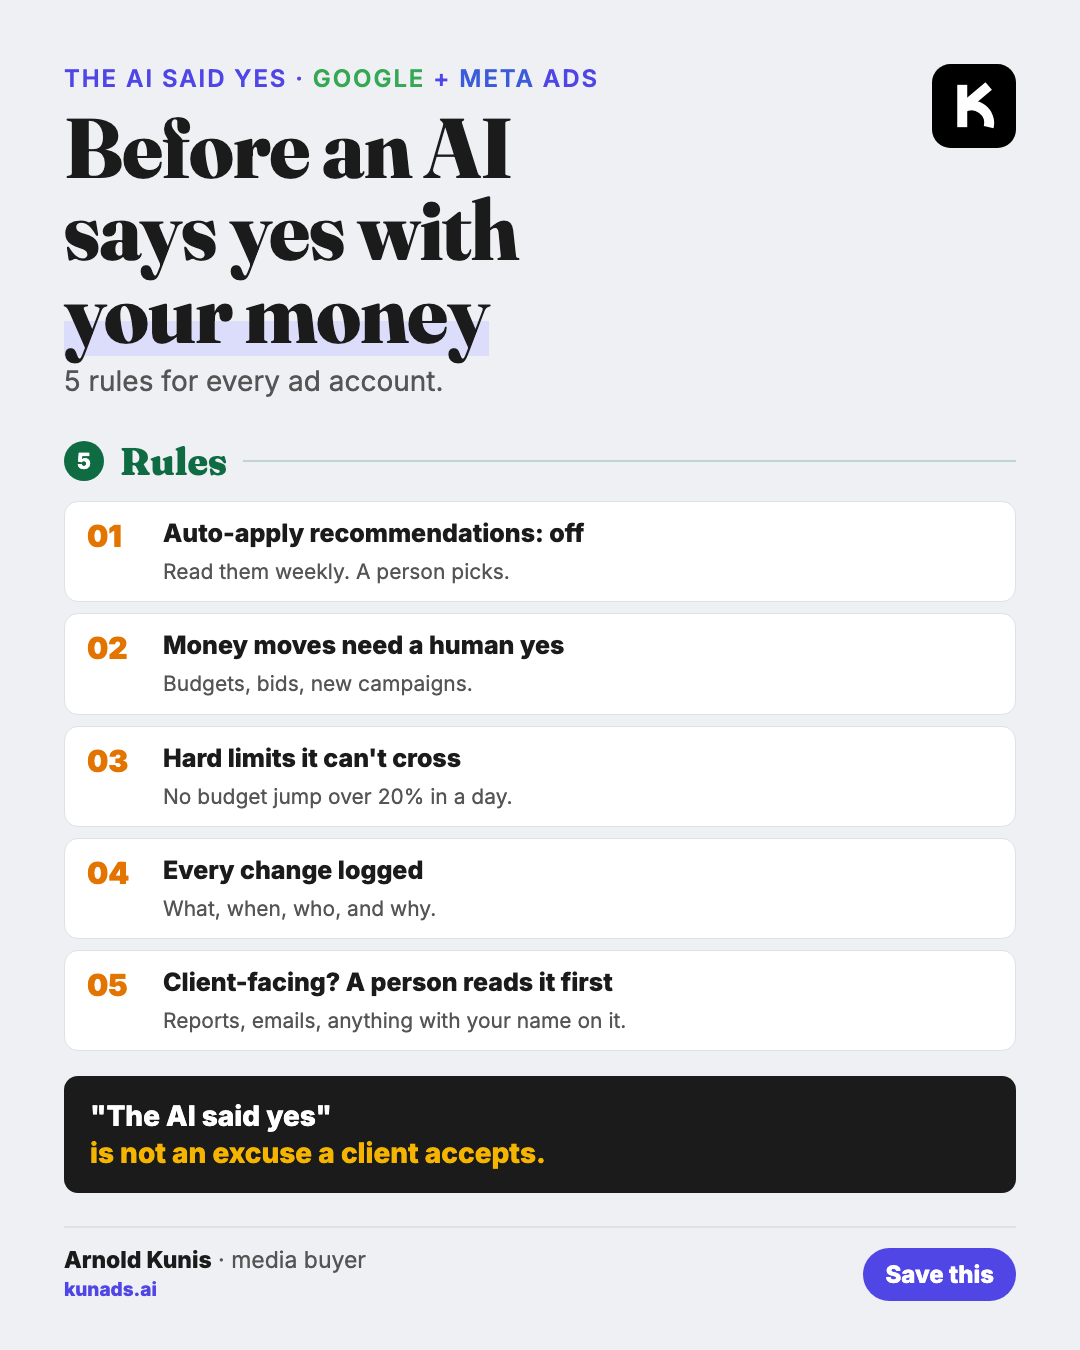 THE AI SAID YES · GOOGLE + META ADS
K
Before an AI
says yes with
your money
5 rules for every ad account.
5 Rules
01 Auto-apply recommendations: off
Read them weekly. A person picks.
02 Money moves need a human yes
Budgets, bids, new campaigns.
03 Hard limits it can't cross
No budget jump over 20% in a day.
04 Every change logged
What, when, who, and why.
05 Client-facing? A person reads it first
Reports, emails, anything with your name on it.
"The AI said yes"
is not an excuse a client accepts.
Arnold Kunis · media buyer
kunads.ai
Save this